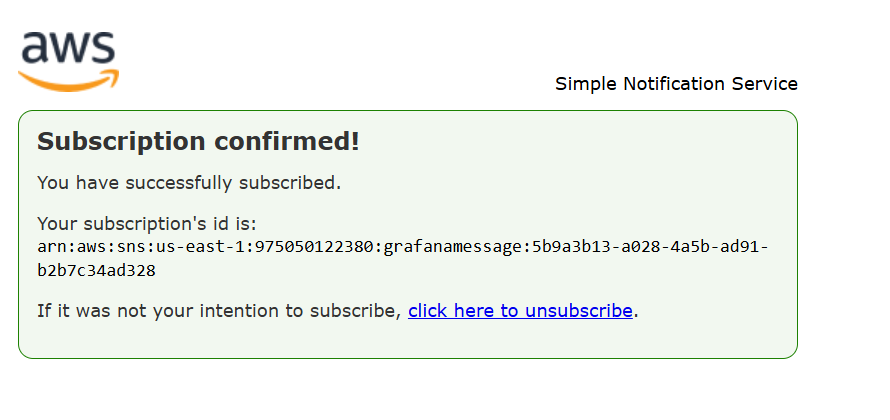 aws
Simple Notification Service
Subscription confirmed!
You have successfully subscribed.
Your subscription's id is:
arn:aws:sns:us-east-1:975050122380:grafanamessage:5b9a3b13-a028-4a5b-ad91-
b2b7c34ad328
If it was not your intention to subscribe, click here to unsubscribe.